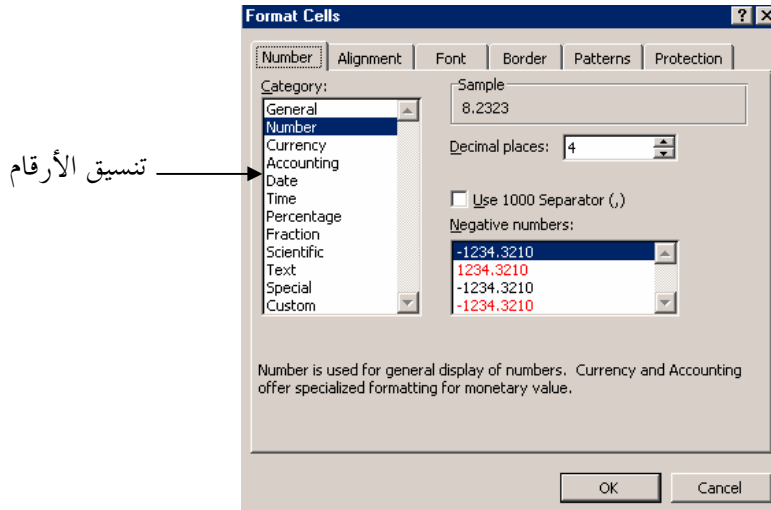 Format Cells
Number Alignment Font Border Patterns Protection
Category:
General
Number
Currency
Accounting
Date
Time
Percentage
Fraction
Scientific
Text
Special
Custom
Sample
8.2323
Decimal places: 4
Use 1000 Separator (,)
Negative numbers:
-1234.3210
1234.3210
-1234.3210
-1234.3210
Number is used for general display of numbers. Currency and Accounting
offer specialized formatting for monetary value.
OK Cancel
تنسيق الأرقام